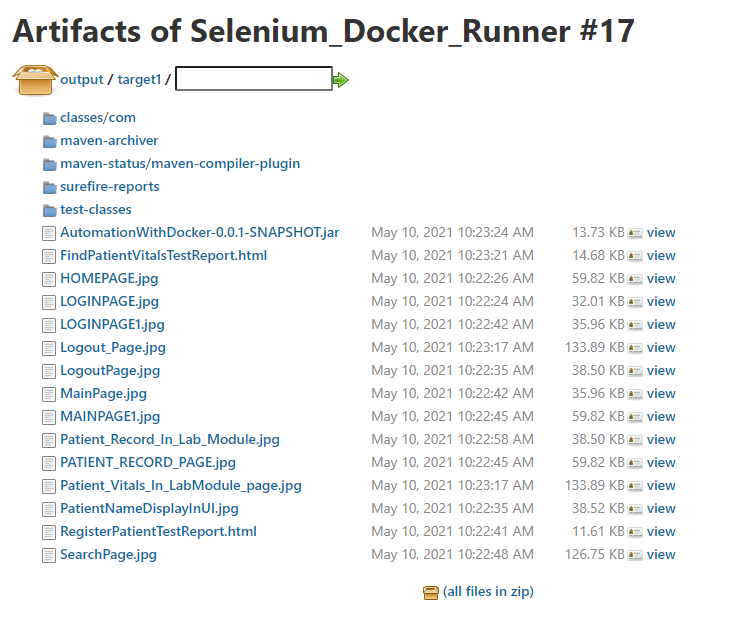 Artifacts of Selenium_Docker_Runner #17
output / target1 /
classes/com
maven-archiver
maven-status/maven-compiler-plugin
surefire-reports
test-classes
AutomationWithDocker-0.0.1-SNAPSHOT.jar May 10, 2021 10:23:24 AM 13.73 KB view
FindPatientVitalsTestReport.html May 10, 2021 10:23:21 AM 14.68 KB view
HOMEPAGE.jpg May 10, 2021 10:22:26 AM 59.82 KB view
LOGINPAGE.jpg May 10, 2021 10:22:24 AM 32.01 KB view
LOGINPAGE1.jpg May 10, 2021 10:22:42 AM 35.96 KB view
Logout_Page.jpg May 10, 2021 10:23:17 AM 133.89 KB view
LogoutPage.jpg May 10, 2021 10:22:35 AM 38.50 KB view
MainPage.jpg May 10, 2021 10:22:42 AM 35.96 KB view
MAINPAGE1.jpg May 10, 2021 10:22:45 AM 59.82 KB view
Patient_Record_In_Lab_Module.jpg May 10, 2021 10:22:58 AM 38.50 KB view
PATIENT_RECORD_PAGE.jpg May 10, 2021 10:22:45 AM 59.82 KB view
Patient_Vitals_In_LabModule_page.jpg May 10, 2021 10:23:17 AM 133.89 KB view
PatientNameDisplayInUI.jpg May 10, 2021 10:22:35 AM 38.52 KB view
RegisterPatientTestReport.html May 10, 2021 10:22:41 AM 11.61 KB view
SearchPage.jpg May 10, 2021 10:22:48 AM 126.75 KB view
(all files in zip)